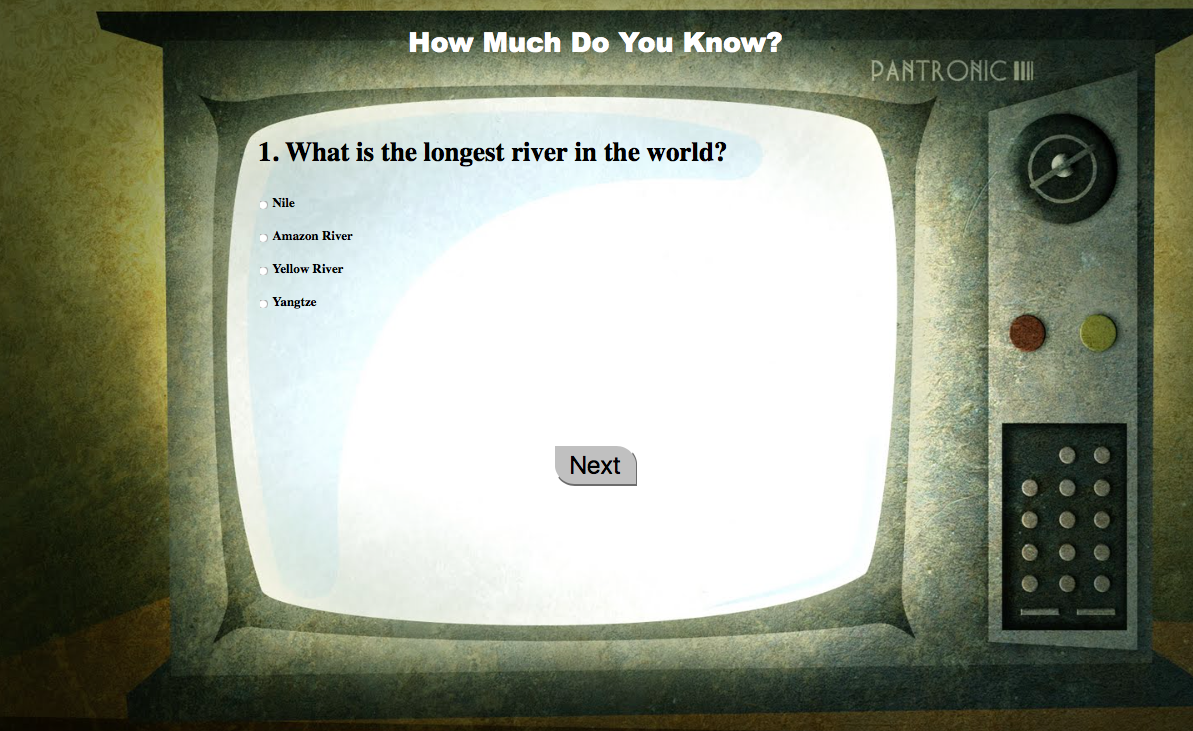 How Much Do You Know?
PANTRONIC
1. What is the longest river in the world?
Nile
Amazon River
Yellow River
Yangtze
Next